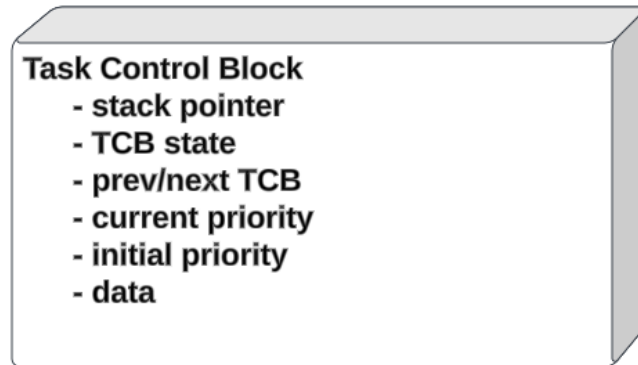 Task Control Block
- stack pointer
- TCB state
- prev/next TCB
- current priority
- initial priority
- data